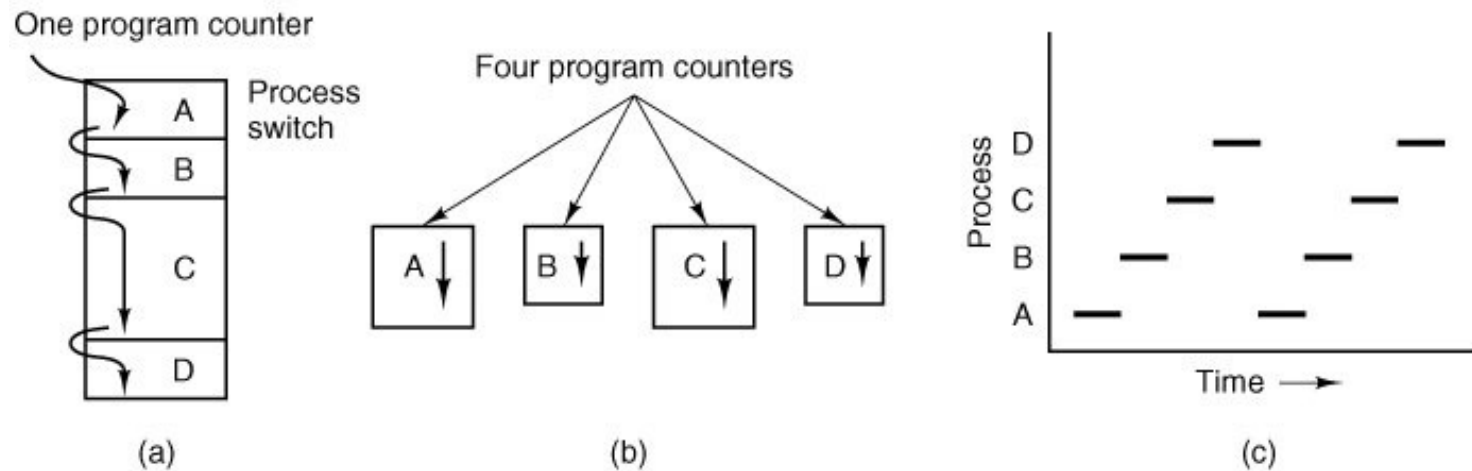 One program counter
Process
switch
A
B
C
D
(a)
Four program counters
A
B
C
D
(b)
Process
D
C
B
A
Time
(c)